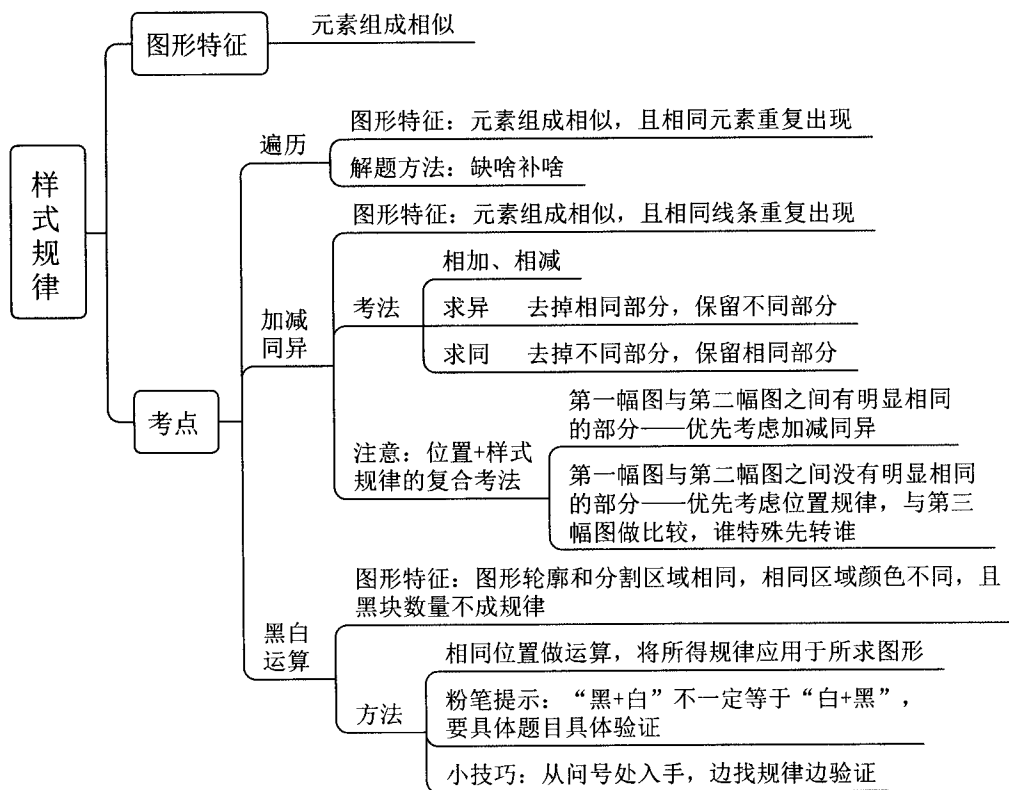 样式规律
图形特征
元素组成相似
考点
遍历
图形特征：元素组成相似，且相同元素重复出现
解题方法：缺啥补啥
加减
同异
图形特征：元素组成相似，且相同线条重复出现
考法
相加、相减
求异 去掉相同部分，保留不同部分
求同 去掉不同部分，保留相同部分
注意：位置+样式
规律的复合考法
第一幅图与第二幅图之间有明显相同
的部分——优先考虑加减同异
第一幅图与第二幅图之间没有明显相同
的部分——优先考虑位置规律，与第三
幅图做比较，谁特殊先转谁
黑白
运算
图形特征：图形轮廓和分割区域相同，相同区域颜色不同，且
黑块数量不成规律
方法
相同位置做运算，将所得规律应用于所求图形
粉笔提示：“黑+白”不一定等于“白+黑”，
要具体题目具体验证
小技巧：从问号处入手，边找规律边验证